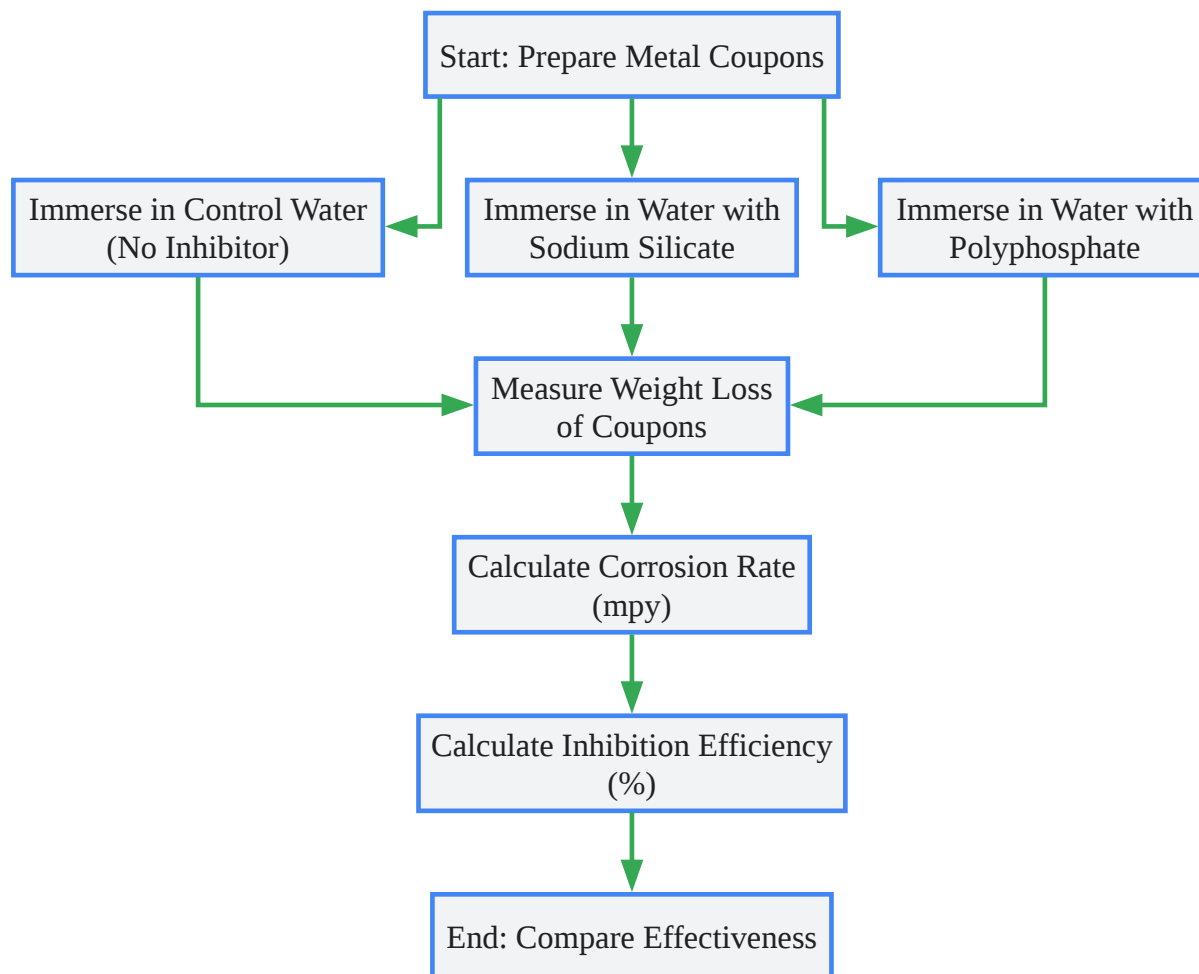 Start: Prepare Metal Coupons
Immerse in Control Water
(No Inhibitor)
Immerse in Water with
Sodium Silicate
Immerse in Water with
Polyphosphate
Measure Weight Loss
of Coupons
Calculate Corrosion Rate
(mpy)
Calculate Inhibition Efficiency
(%)
End: Compare Effectiveness